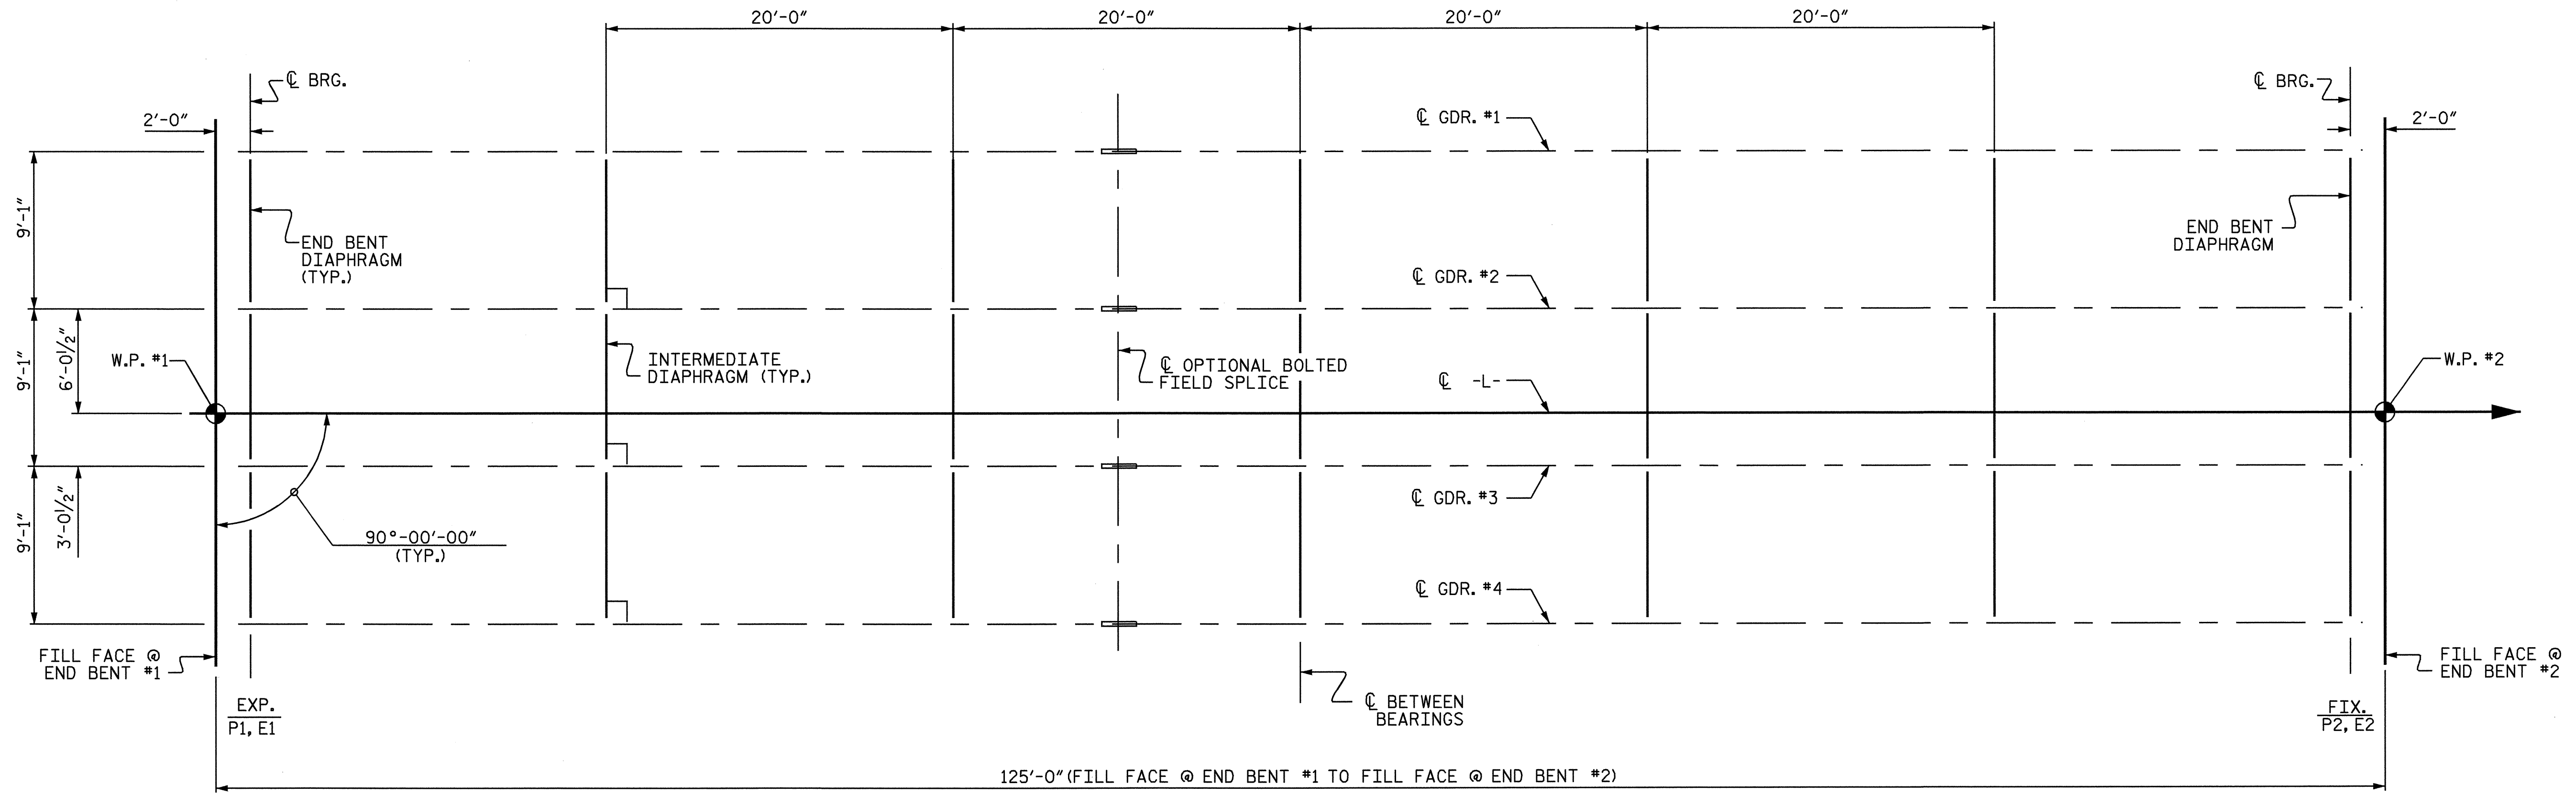 20'-0" 20'-0" 20'-0" 20'-0"
℄ BRG.
℄ BRG.
2'-0"
2'-0"
℄ GDR. #1
9'-1"
END BENT
DIAPHRAGM
(TYP.)
END BENT
DIAPHRAGM
℄ GDR. #2
9'-1"
6'-0½"
W.P. #1
INTERMEDIATE
DIAPHRAGM (TYP.)
℄ OPTIONAL BOLTED
FIELD SPLICE
℄ -L-
W.P. #2
9'-1"
3'-0½"
90°-00'-00"
(TYP.)
℄ GDR. #3
℄ GDR. #4
FILL FACE @
END BENT #1
FILL FACE @
END BENT #2
EXP.
P1, E1
℄ BETWEEN
BEARINGS
FIX.
P2, E2
125'-0" (FILL FACE @ END BENT #1 TO FILL FACE @ END BENT #2)